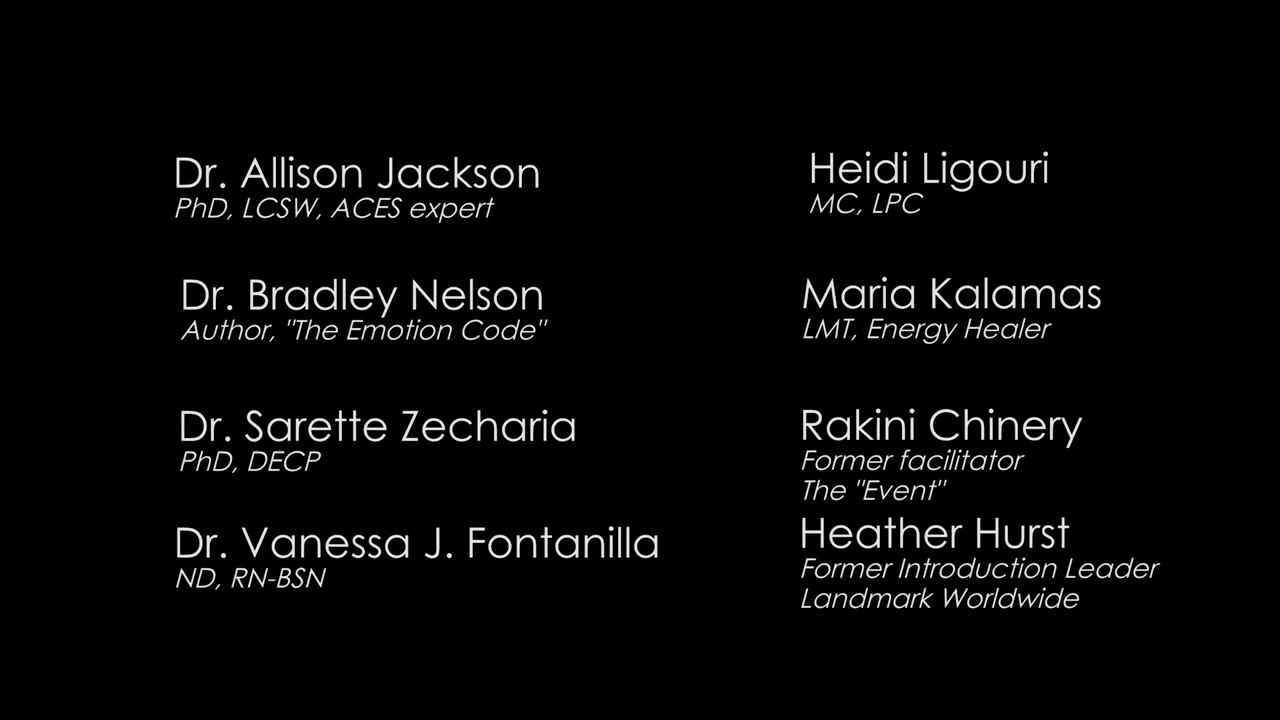 Dr. Allison Jackson
PhD, LCSW, ACES expert
Dr. Bradley Nelson
Author, "The Emotion Code"
Dr. Sarette Zecharia
PhD, DECP
Dr. Vanessa J. Fontanilla
ND, RN-BSN
Heidi Ligouri
MC, LPC
Maria Kalamas
LMT, Energy Healer
Rakini Chinery
Former facilitator
The "Event"
Heather Hurst
Former Introduction Leader
Landmark Worldwide